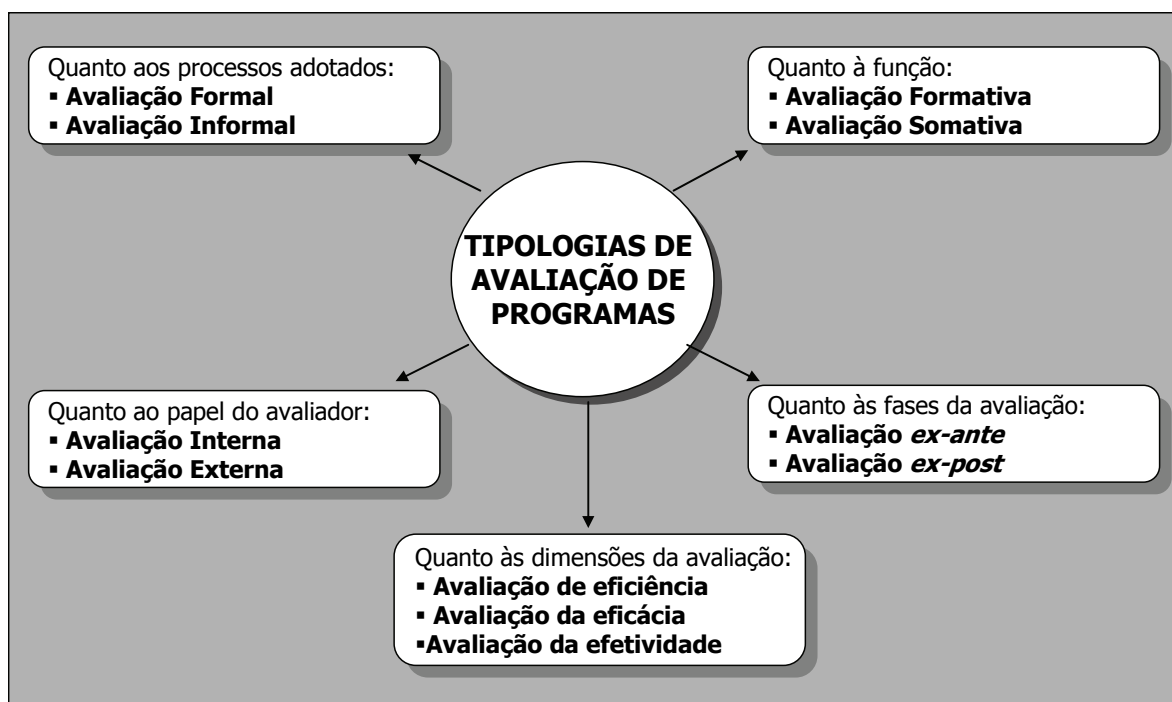 Quanto aos processos adotados:
▪ Avaliação Formal
▪ Avaliação Informal
Quanto à função:
▪ Avaliação Formativa
▪ Avaliação Somativa
TIPOLOGIAS DE
AVALIAÇÃO DE
PROGRAMAS
Quanto ao papel do avaliador:
▪ Avaliação Interna
▪ Avaliação Externa
Quanto às fases da avaliação:
▪ Avaliação ex-ante
▪ Avaliação ex-post
Quanto às dimensões da avaliação:
▪ Avaliação de eficiência
▪ Avaliação da eficácia
▪Avaliação da efetividade